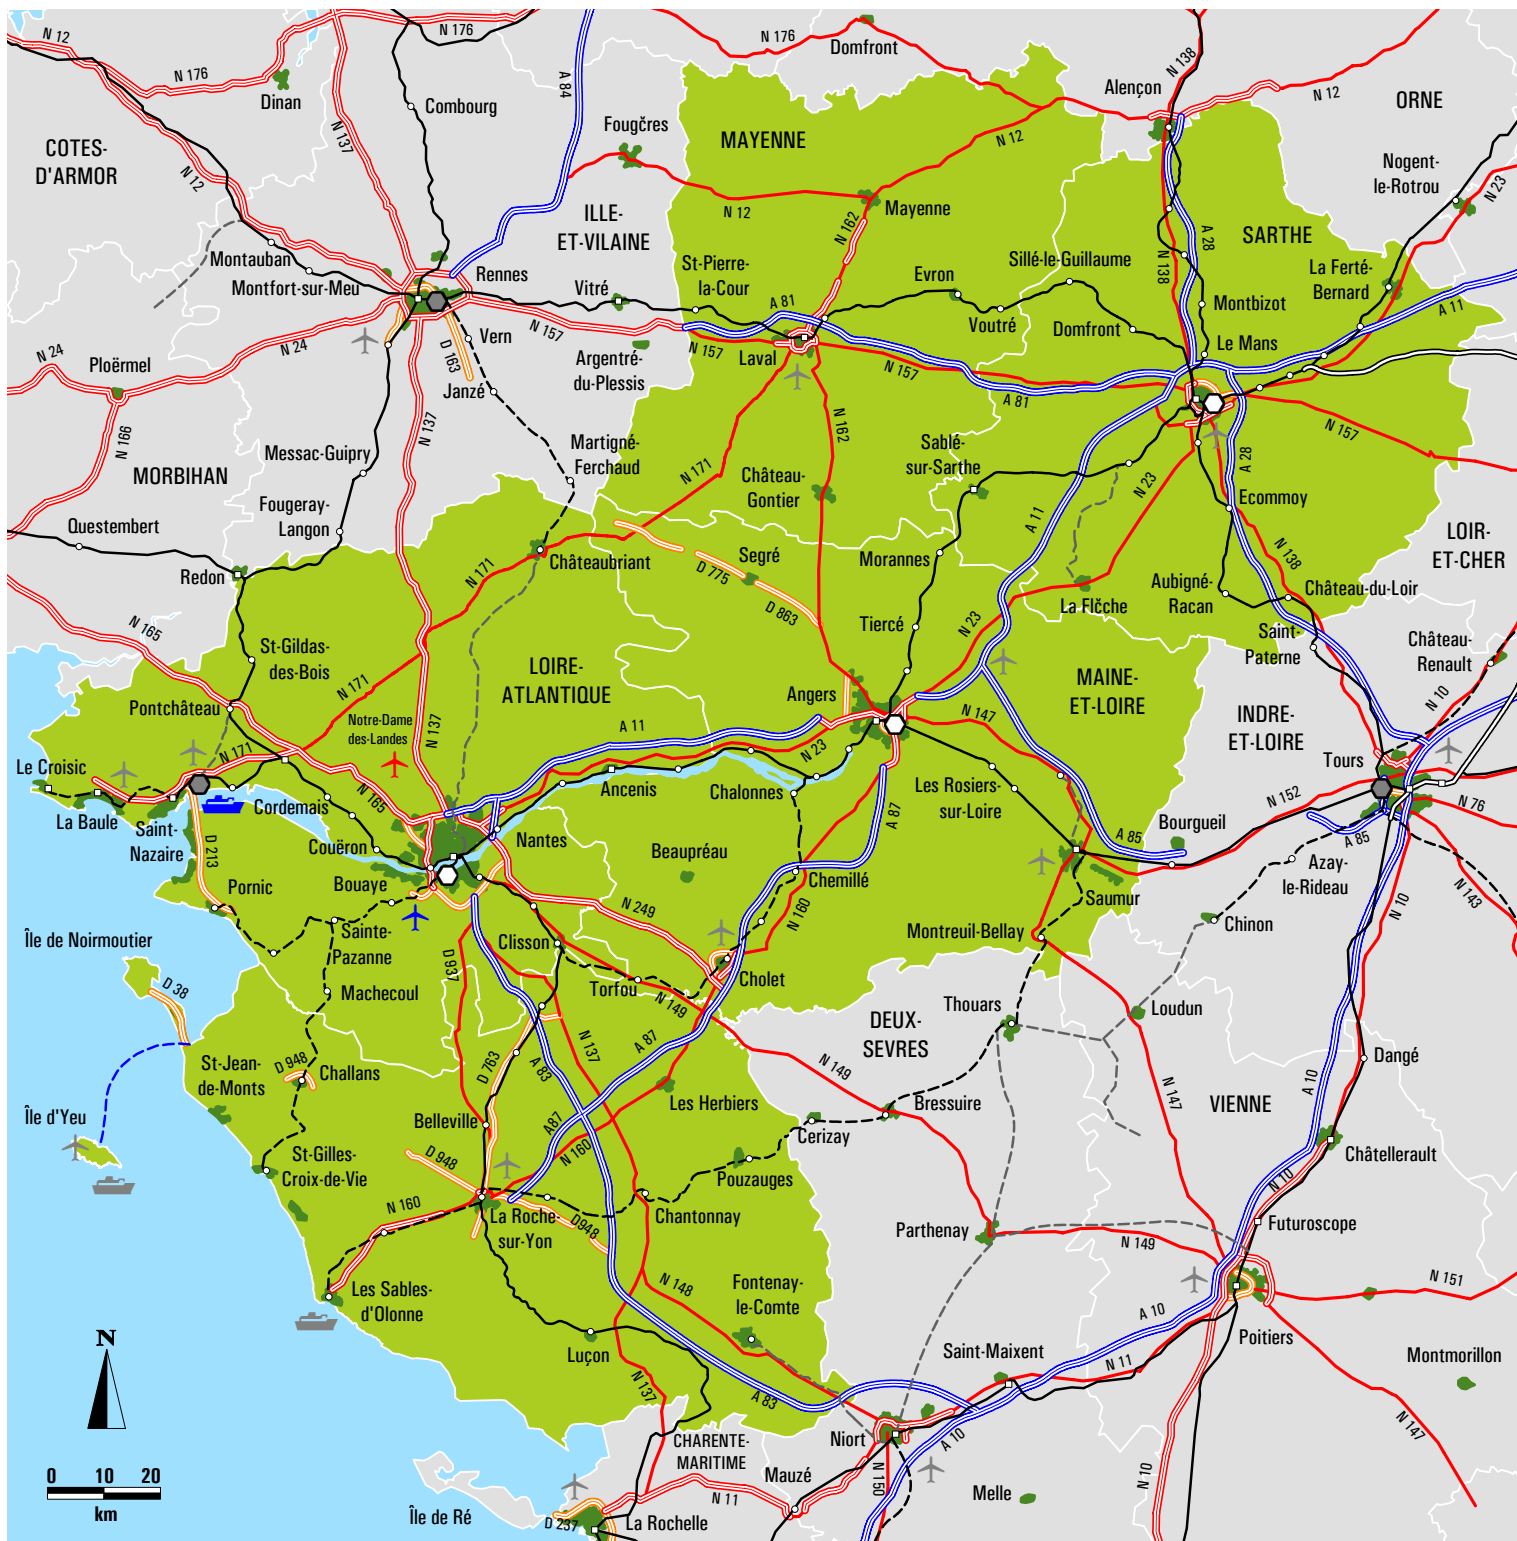 N 12
N 176
N 176
Domfront
N 138
N 176
Dinan
Combourg
A 84
Alençon
N 12
ORNE
N 137
Fougčres
MAYENNE
N 12
COTES-
D'ARMOR
N 12
Nogent-
le-Rotrou
N 23
ILLE-
ET-VILAINE
N 12
Mayenne
N 162
A 28
SARTHE
Montauban
Montfort-sur-Meu
Rennes
Vitré
St-Pierre-
la-Cour
Evron
Sillé-le-Guillaume
N 138
La Ferté-
Bernard
A 81
Montbizot
A 11
Vern
N 157
Voutré
Domfront
Le Mans
N 24
Ploërmel
N 24
D 163
Janzé
Argentré-
du-Plessis
N 157
Laval
N 157
A 81
N 166
N 137
N 162
N 157
Messac-Guipry
Martigné-
Ferchaud
N 171
Sablé-
sur-Sarthe
A 28
MORBIHAN
Château-
Gontier
N 23
Ecommoy
Questembert
Fougeray-
Langon
A 11
LOIR-
ET-CHER
Redon
N 171
Châteaubriant
Segré
D 775
Morannes
N 138
D 863
La Flčche
Aubigné-
Racan
Château-du-Loir
N 165
Tiercé
N 23
Saint-
Paterne
Château-
Renault
St-Gildas-
des-Bois
LOIRE-
ATLANTIQUE
Angers
MAINE-
ET-LOIRE
N 171
Pontchâteau
Notre-Dame
des-Landes
N 137
A 11
N 147
INDRE-
ET-LOIRE
N 10
N 171
N 23
Tours
Le Croisic
La Baule
Saint-
Nazaire
Cordemais
N 165
Ancenis
Chalonnes
Les Rosiers-
sur-Loire
N 152
N 76
D 213
Couëron
Nantes
Beaupréau
A 87
A 85
Bourgueil
A 85
Azay-
le-Rideau
Pornic
Bouaye
Chemillé
Saumur
N 10
N 143
Île de Noirmoutier
Sainte-
Pazanne
D 937
Clisson
N 249
N 160
Montreuil-Bellay
Chinon
D 38
Machecoul
Torfou
N 149
Cholet
Thouars
Loudun
DEUX-
SEVRES
St-Jean-
de-Monts
D 948
Challans
D 763
A 83
N 137
A 87
N 149
Dangé
Île d'Yeu
Belleville
A87
Les Herbiers
Bressuire
N 147
VIENNE
A 10
Cerizay
St-Gilles-
Croix-de-Vie
D 948
N 160
Pouzauges
Châtellerault
N 10
N 160
La Roche-
sur-Yon
D948
Chantonnay
Parthenay
N 149
Futuroscope
Les Sables-
d'Olonne
N 148
Fontenay-
le-Comte
N 151
A 10
Poitiers
N
Luçon
Saint-Maixent
N 11
Montmorillon
N 137
A 83
0 10 20
km
CHARENTE-
MARITIME
Niort
A 10
N 147
Mauzé
N 150
Melle
N 10
Île de Ré
D 237
La Rochelle
N 11